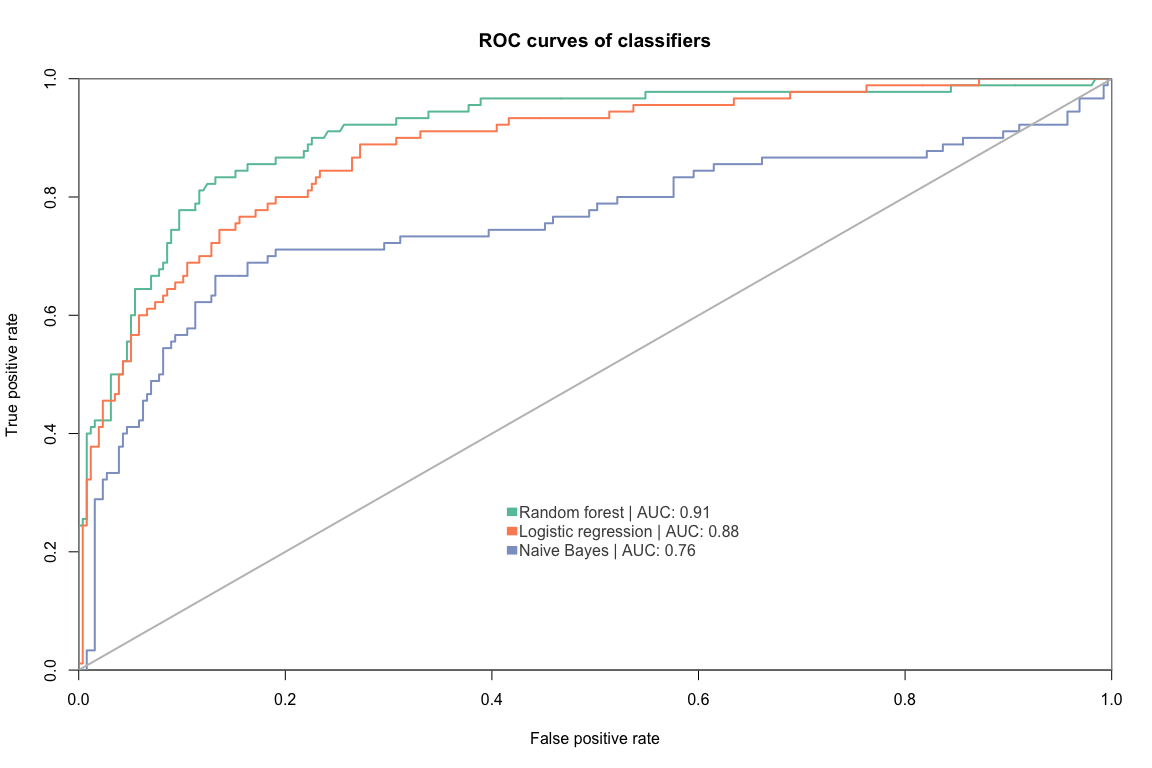 ROC curves of classifiers
1.0
0.8
0.6
0.4
0.2
0.0
True positive rate
Random forest | AUC: 0.91
Logistic regression | AUC: 0.88
Naive Bayes | AUC: 0.76
0.0 0.2 0.4 0.6 0.8 1.0
False positive rate